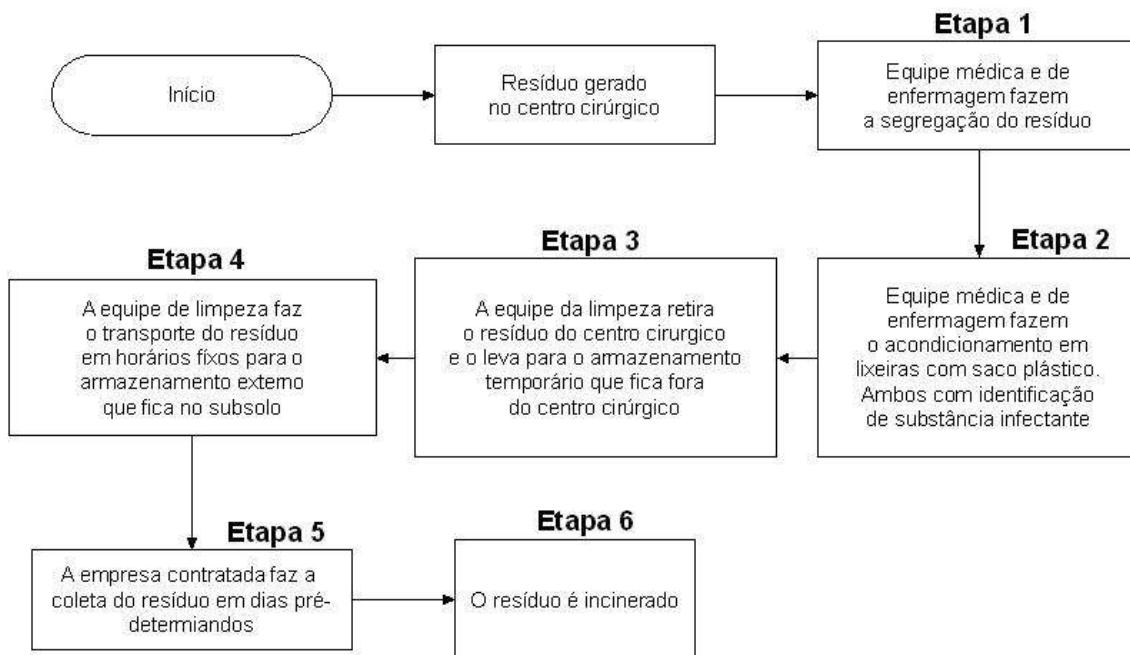 Início
Resíduo gerado
no centro cirúrgico
Etapa 1
Equipe médica e de
enfermagem fazem
a segregação do resíduo
Etapa 2
Equipe médica e de
enfermagem fazem
o acondicionamento em
lixeiras com saco plástico.
Ambos com identificação
de substância infectante
Etapa 3
A equipe da limpeza retira
o resíduo do centro cirurgico
e o leva para o armazenamento
temporário que fica fora
do centro cirúrgico
Etapa 4
A equipe de limpeza faz
o transporte do resíduo
em horários fíxos para o
armazenamento externo
que fica no subsolo
Etapa 5
A empresa contratada faz a
coleta do resíduo em dias pré-
determiandos
Etapa 6
O resíduo é incinerado